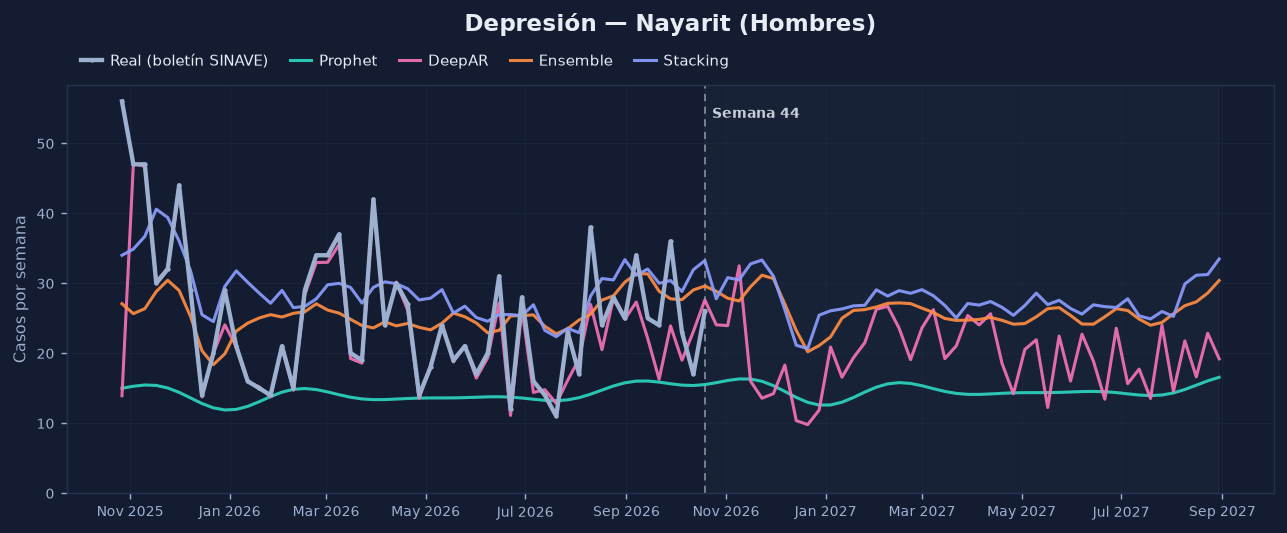 Depresión — Nayarit (Hombres)
Real (boletín SINAVE) Prophet DeepAR Ensemble Stacking
Semana 44
Casos por semana
50
40
30
20
10
0
Nov 2025 Jan 2026 Mar 2026 May 2026 Jul 2026 Sep 2026 Nov 2026 Jan 2027 Mar 2027 May 2027 Jul 2027 Sep 2027